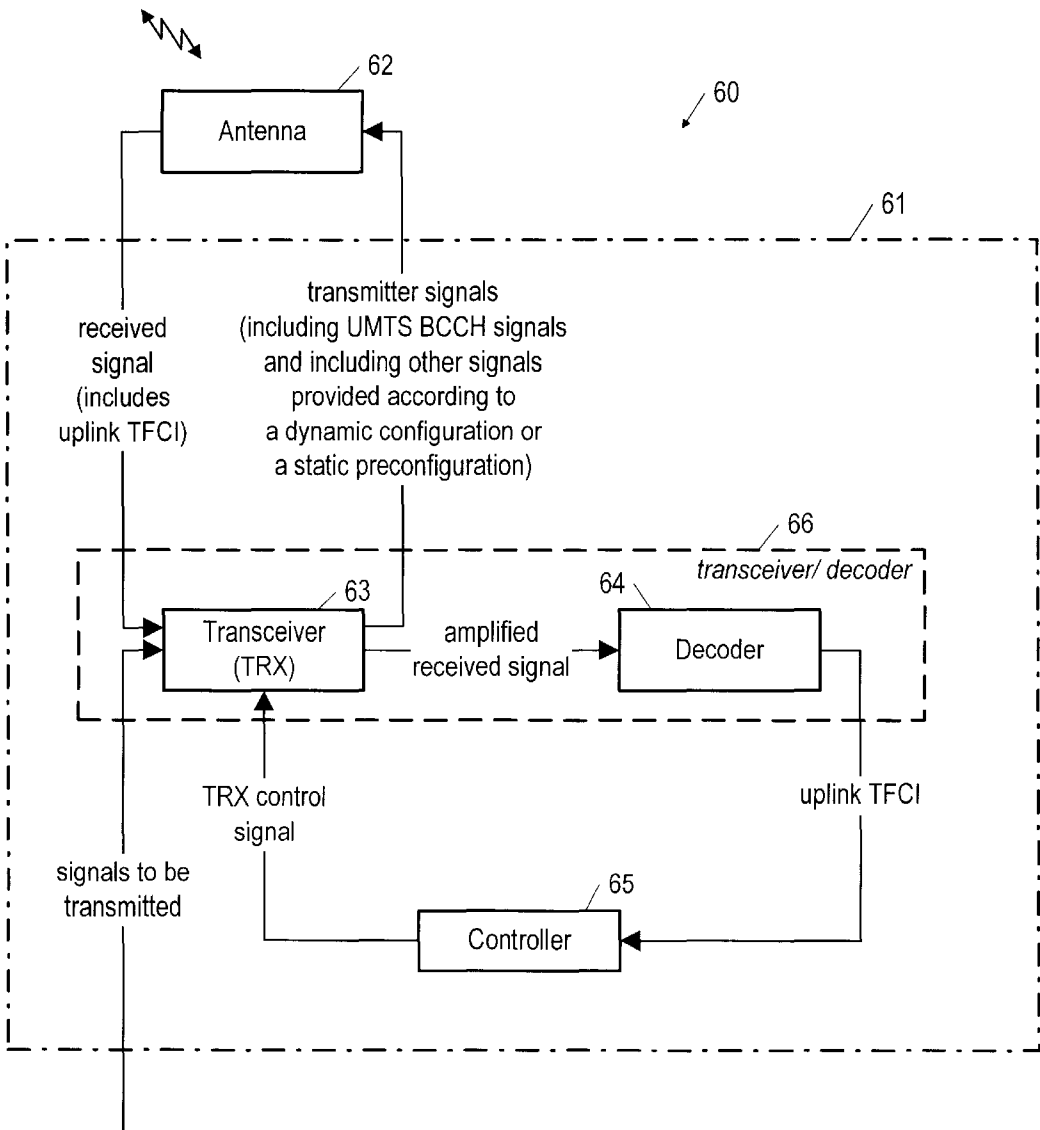 62
Antenna
60
61
received
signal
(includes
uplink TFCI)
transmitter signals
(including UMTS BCCH signals
and including other signals
provided according to
a dynamic configuration or
a static preconfiguration)
66
transceiver/ decoder
63
Transceiver
(TRX)
amplified
received signal
64
Decoder
TRX control
signal
uplink TFCI
signals to be
transmitted
65
Controller